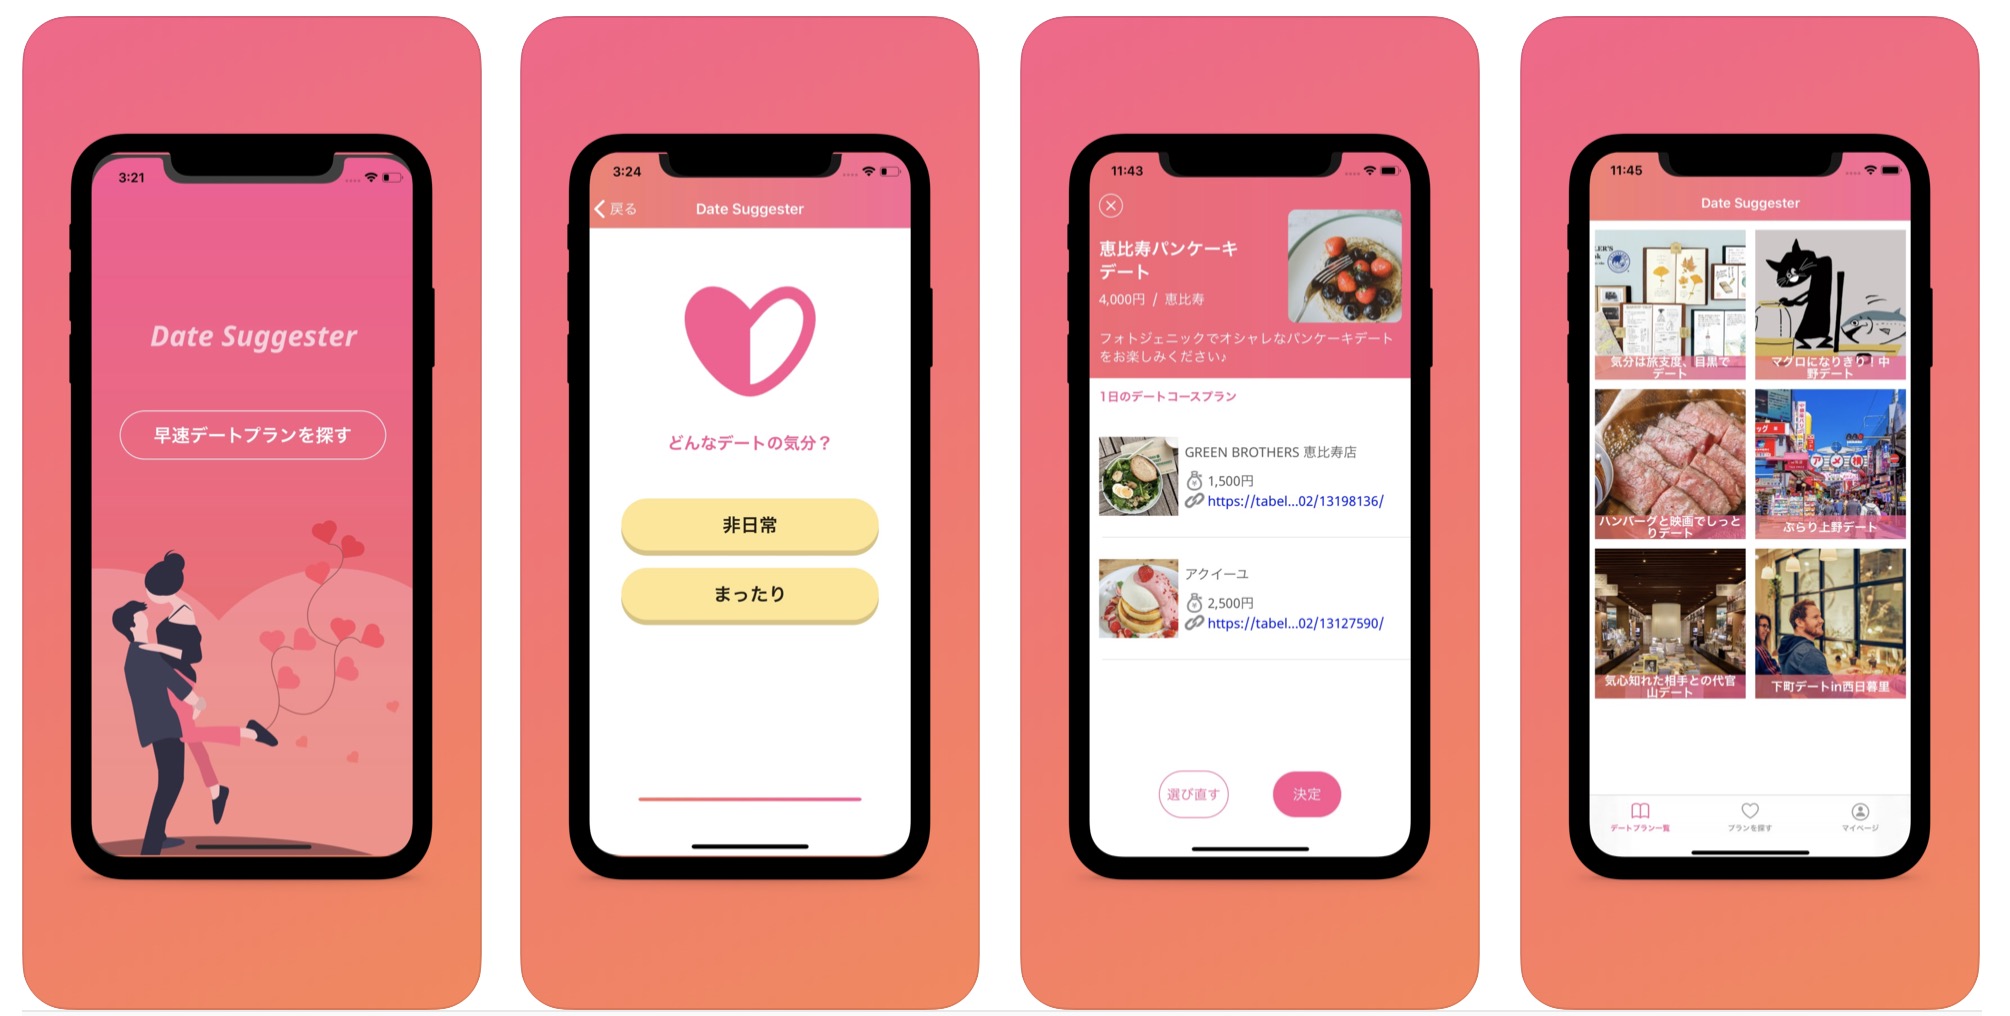 3:21
Date Suggester
早速デートプランを探す
3:24
戻る
Date Suggester
どんなデートの気分？
非日常
まったり
11:43
恵比寿パンケーキ
デート
4,000円 / 恵比寿
フォトジェニックでオシャレなパンケーキデート
をお楽しみください♪
1日のデートコースプラン
GREEN BROTHERS 恵比寿店
1,500円
https://tabel...02/13198136/
アクイーユ
2,500円
https://tabel...02/13127590/
選び直す
決定
11:45
Date Suggester
気分は旅支度、目黒で
デート
マグロになりきり！中
野デート
ハンバーグと映画でしっと
りデート
アメ横
ぶらり上野デート
気心知れた相手との代官
山デート
下町デートin西日暮里
デートプラン一覧
プランを探す
マイページ